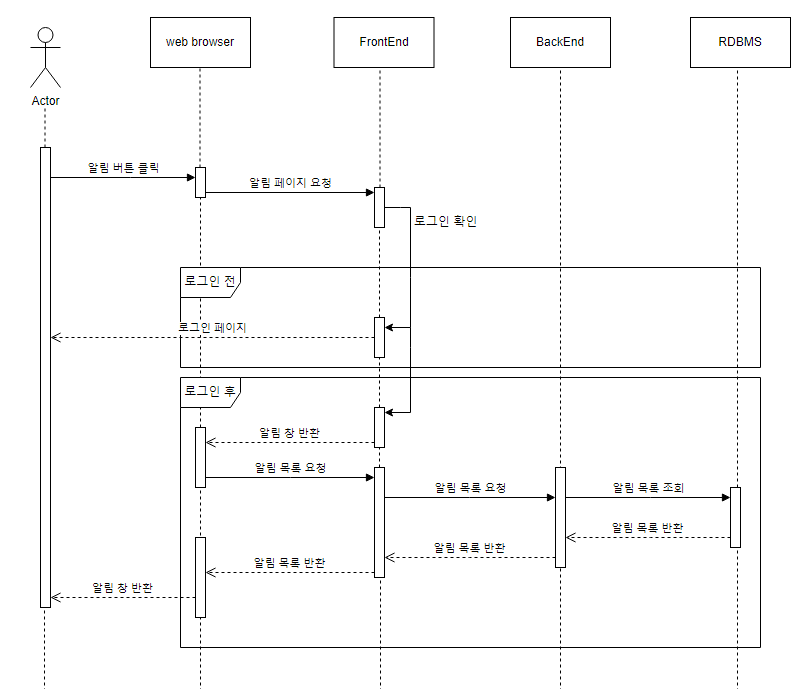 web browser
FrontEnd
BackEnd
RDBMS
Actor
알림 버튼 클릭
알림 페이지 요청
로그인 확인
로그인 전
로그인 페이지
로그인 후
알림 창 반환
알림 목록 요청
알림 목록 요청
알림 목록 조회
알림 목록 반환
알림 목록 반환
알림 목록 반환
알림 창 반환